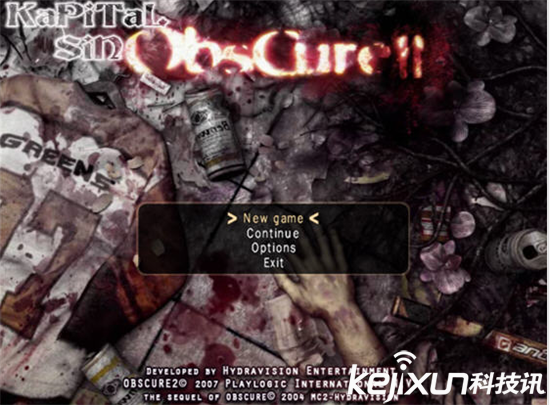 KaPiTaL
SiN
ObsCure II
GREENS
> New game <
Continue
Options
Exit
DEVELOPED BY HYDRAVISION ENTERTAINMENT
OBSCURE2© 2007 PLAYLOGIC
THE SEQUEL OF OBSCURE© 2004 MC2-HYDRAVISION
kejixun科技讯